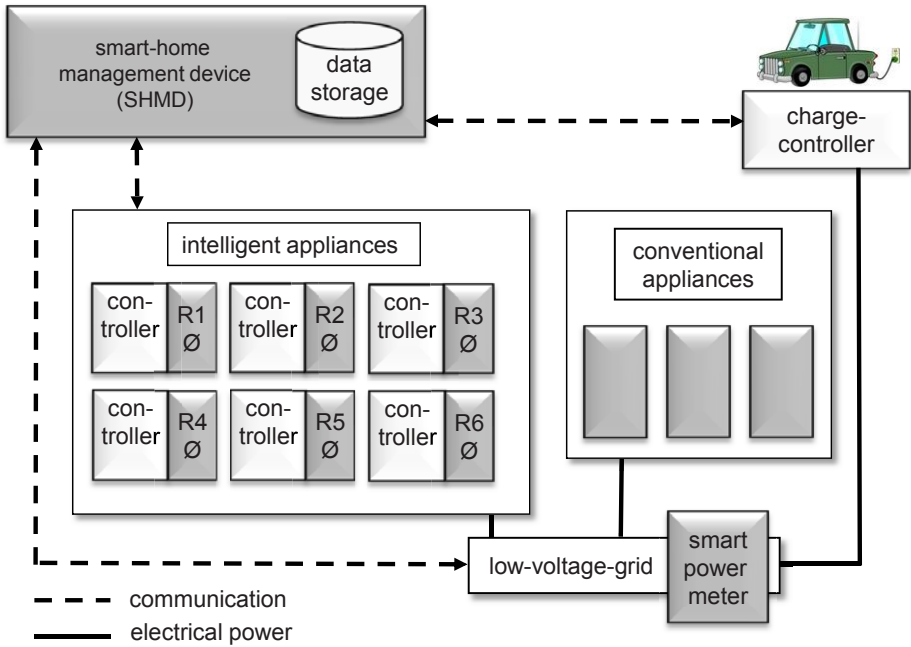 smart-home
management device
(SHMD)
data
storage
charge-
controller
intelligent appliances
con-
troller
R1
Ø
con-
troller
R2
Ø
con-
troller
R3
Ø
con-
troller
R4
Ø
con-
troller
R5
Ø
con-
troller
R6
Ø
conventional
appliances
low-voltage-grid
smart
power
meter
communication
electrical power